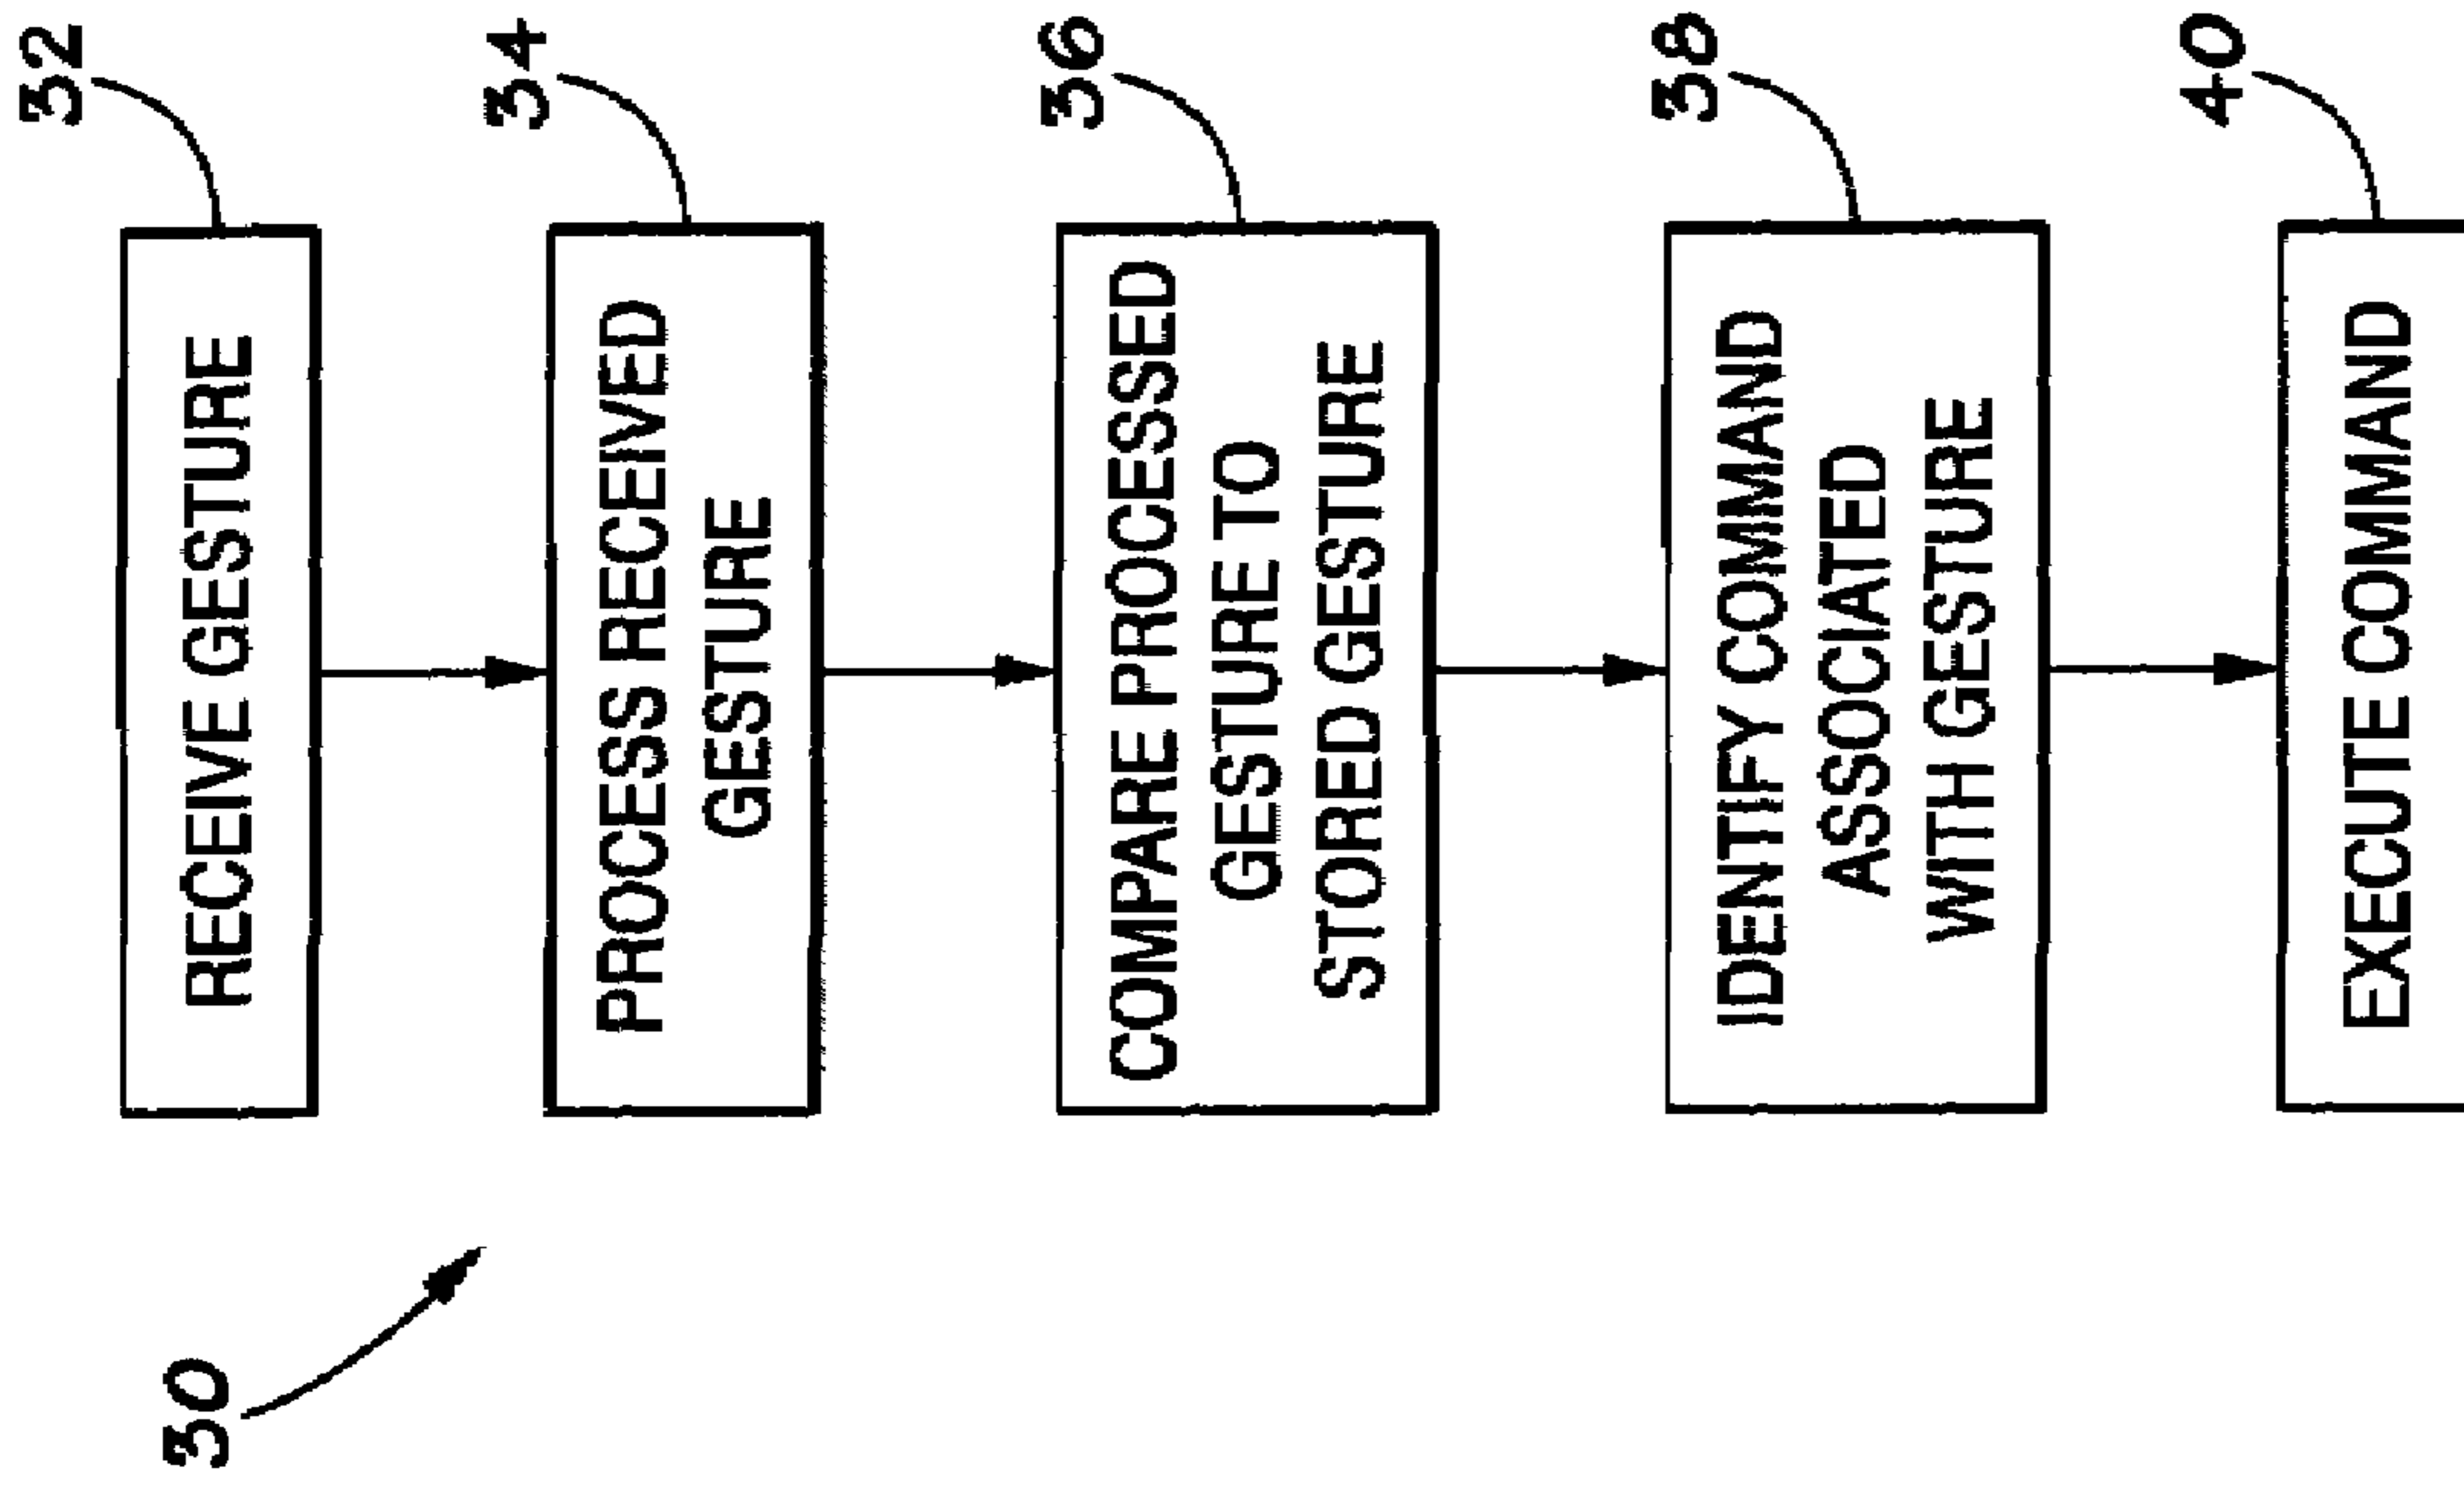 30
32
RECEIVE GESTURE
34
PROCESS RECEIVED
GESTURE
36
COMPARE PROCESSED
GESTURE TO
STORED GESTURE
38
IDENTIFY COMMAND
ASSOCIATED
WITH GESTURE
40
EXECUTE COMMAND